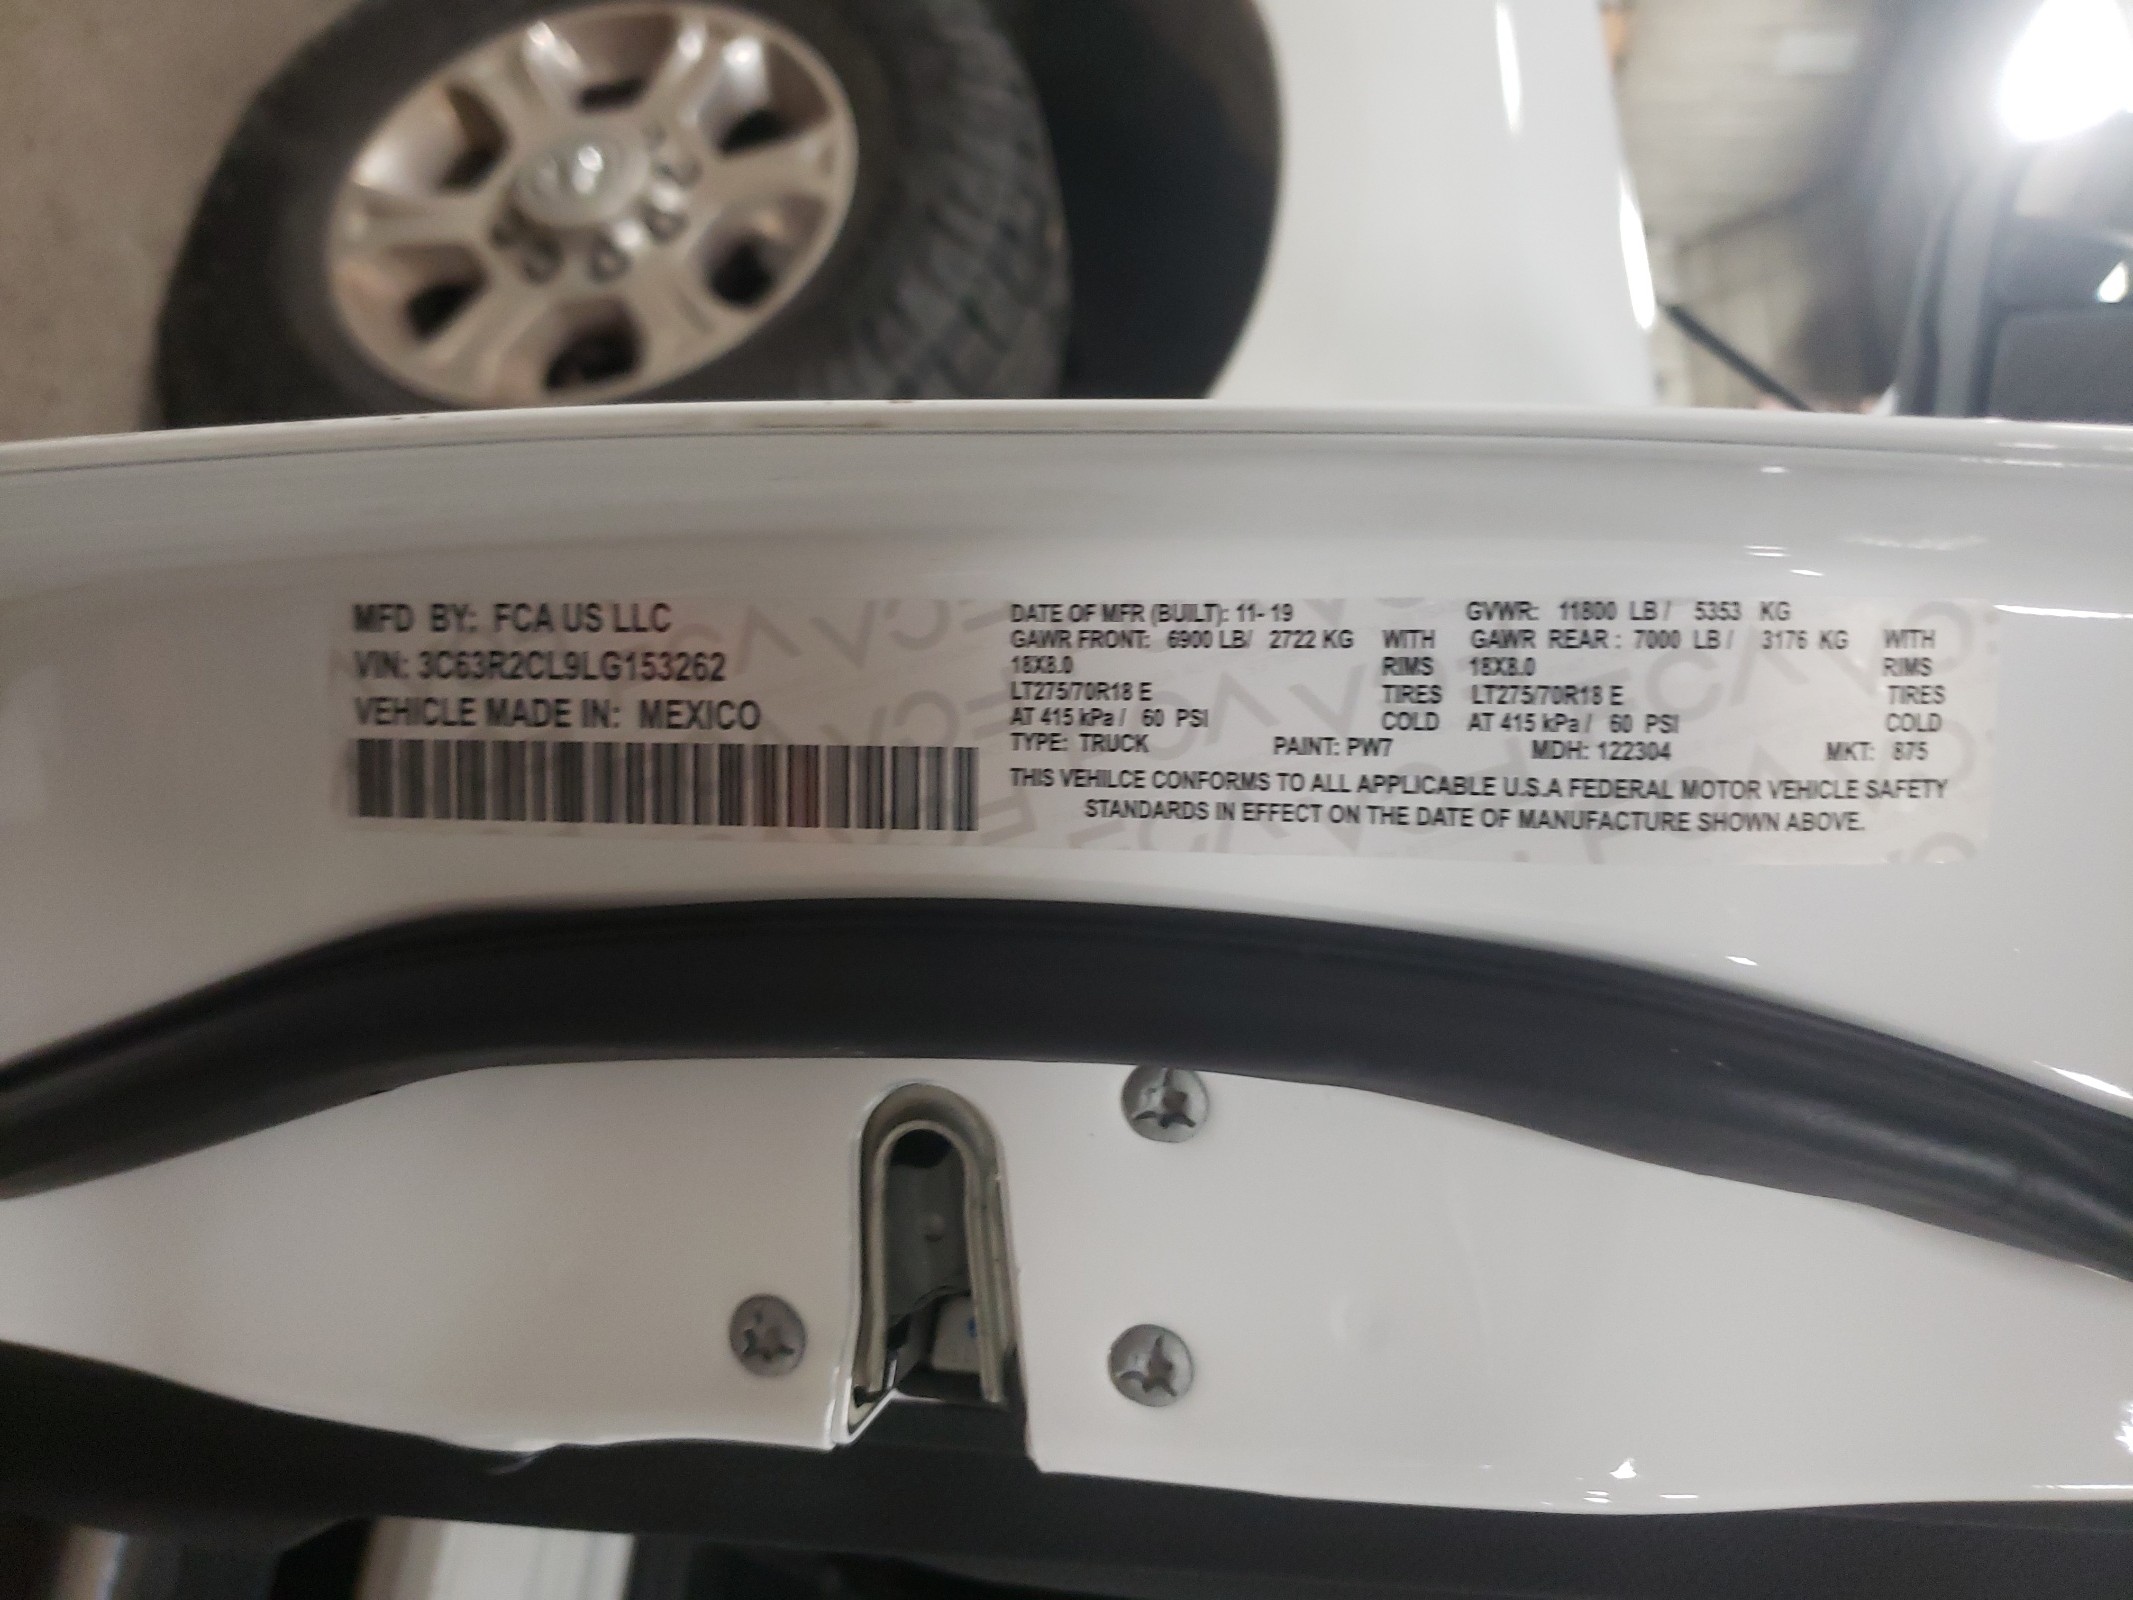 MFD BY: FCA US LLC
VIN: 3C63R2CL9LG153262
VEHICLE MADE IN: MEXICO
DATE OF MFR (BUILT): 11-19 GVWR: 11800 LB / 5353 KG
GAWR FRONT: 6900 LB/ 2722 KG WITH GAWR REAR : 7000 LB / 3176 KG WITH
18X8.0 RIMS 18X8.0 RIMS
LT275/70R18 E TIRES LT275/70R18 E TIRES
AT 415 kPa / 60 PSI COLD AT 415 kPa / 60 PSI COLD
TYPE: TRUCK PAINT: PW7 MDH: 122304 MKT: 875
THIS VEHILCE CONFORMS TO ALL APPLICABLE U.S.A FEDERAL MOTOR VEHICLE SAFETY
STANDARDS IN EFFECT ON THE DATE OF MANUFACTURE SHOWN ABOVE.